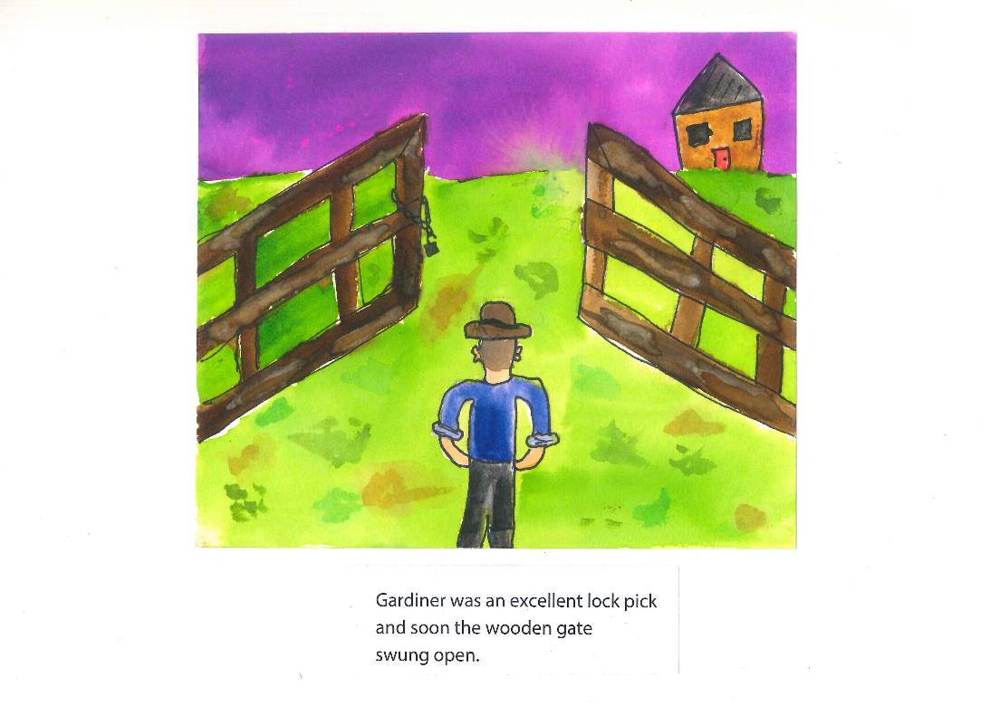 Gardiner was an excellent lock pick
and soon the wooden gate
swung open.